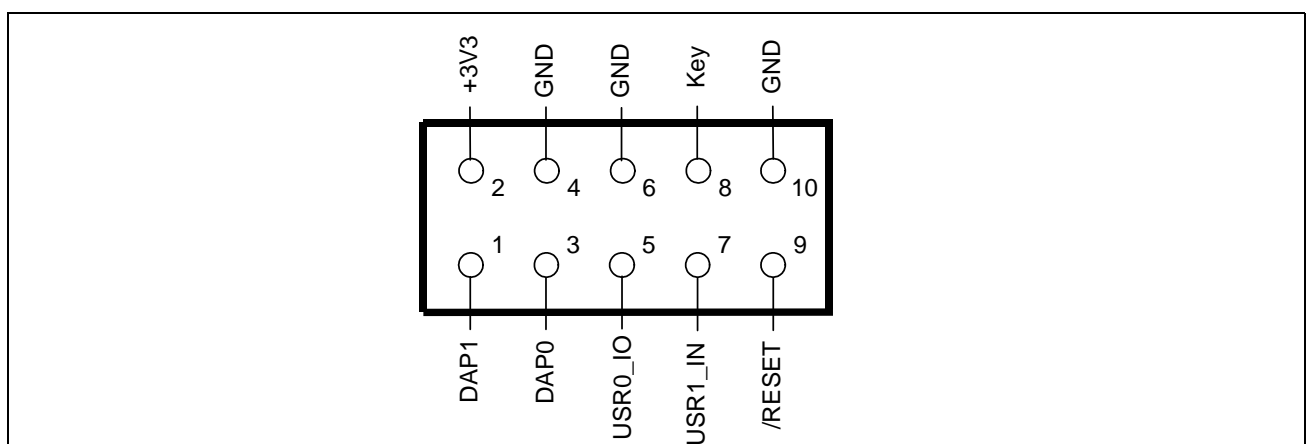 +3V3 GND GND Key GND
2 4 6 8 10
1 3 5 7 9
DAP1 DAP0 USR0_IO USR1_IN /RESET